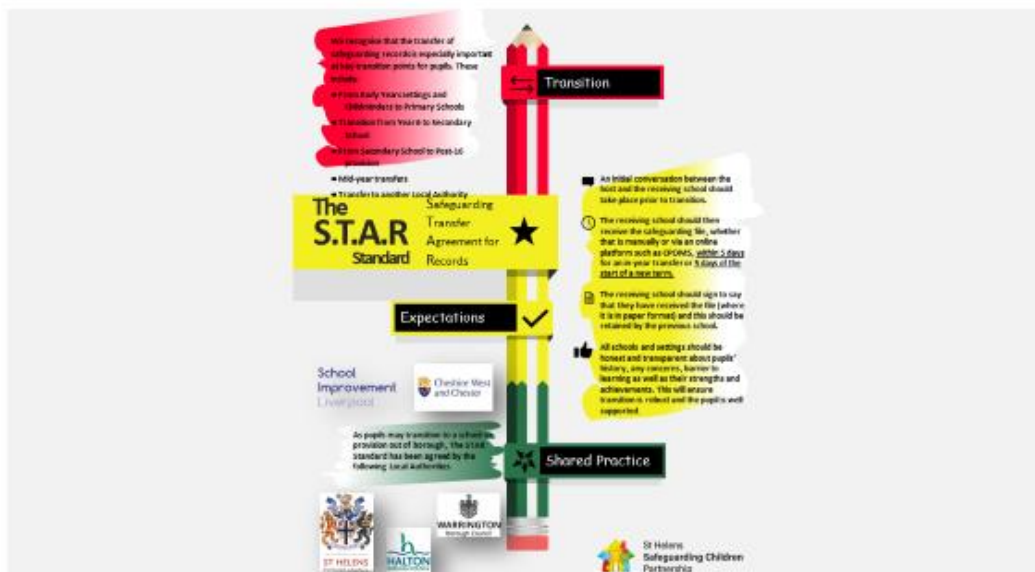 We recognise that the transfer of
safeguarding records is especially important
at key transition points for pupils. These
include:
From Early Years settings and
Childminders to Primary Schools
Transition from Year 6 to Secondary
School
From Secondary School to Post-16
provision
Mid-year transfers
Transfer to another Local Authority
Transition
The
S.T.A.R
Standard
Safeguarding
Transfer
Agreement for
Records
An initial conversation between the
host and the receiving school should
take place prior to transition.
The receiving school should then
receive the safeguarding file, whether
that is manually or via an online
platform such as CPOMS, within 5 days
for an in-year transfer or 5 days of the
start of a new term.
The receiving school should sign to say
that they have received the file (where
it is in paper format) and this should be
retained by the previous school.
All schools and settings should be
honest and transparent about pupils'
history, any concerns, barrier to
learning as well as their strengths and
achievements. This will ensure
transition is robust and the pupil is well
supported.
Expectations
School
Improvement
Liverpool
Cheshire West
and Chester
As pupils may transition to a school or
provision out of borough, The STAR
Standard has been agreed by the
following Local Authorities
Shared Practice
ST HELENS
HALTON
WARRINGTON
Borough Council
St Helens
Safeguarding Children
Partnership